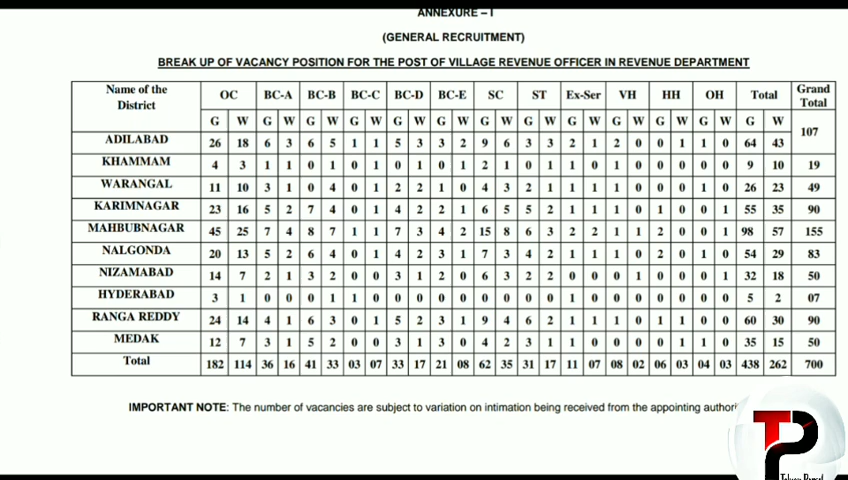 ANNEXURE – I
(GENERAL RECRUITMENT)
BREAK UP OF VACANCY POSITION FOR THE POST OF VILLAGE REVENUE OFFICER IN REVENUE DEPARTMENT
Name of the District OC BC-A BC-B BC-C BC-D BC-E SC ST Ex-Ser VH HH OH Total Grand Total
G W G W G W G W G W G W G W G W G W G W G W G W G W
ADILABAD 26 18 6 3 6 5 1 1 5 3 3 2 9 6 3 3 2 1 2 0 0 1 1 0 64 43 107
KHAMMAM 4 3 1 1 0 1 0 1 0 1 0 1 2 1 0 1 1 0 1 0 0 0 0 0 9 10 19
WARANGAL 11 10 3 1 0 4 0 1 2 2 1 0 4 3 2 1 1 1 1 0 0 0 1 0 26 23 49
KARIMNAGAR 23 16 5 2 7 4 0 1 4 2 2 1 6 5 5 2 1 1 1 0 1 0 0 1 55 35 90
MAHBUBNAGAR 45 25 7 4 8 7 1 1 7 3 4 2 15 8 6 3 2 2 1 1 2 0 0 1 98 57 155
NALGONDA 20 13 5 2 6 4 0 1 4 2 3 1 7 3 4 2 1 1 1 0 2 0 1 0 54 29 83
NIZAMABAD 14 7 2 1 3 2 0 0 3 1 2 0 6 3 2 2 0 0 0 1 0 0 0 1 32 18 50
HYDERABAD 3 1 0 0 0 1 1 0 0 0 0 0 0 0 0 0 1 0 0 0 0 0 0 0 5 2 07
RANGA REDDY 24 14 4 1 6 3 0 1 5 2 3 1 9 4 6 2 1 1 1 0 1 1 0 0 60 30 90
MEDAK 12 7 3 1 5 2 0 0 3 1 3 0 4 2 3 1 1 0 0 0 0 1 1 0 35 15 50
Total 182 114 36 16 41 33 03 07 33 17 21 08 62 35 31 17 11 07 08 02 06 03 04 03 438 262 700
IMPORTANT NOTE: The number of vacancies are subject to variation on intimation being received from the appointing
TP